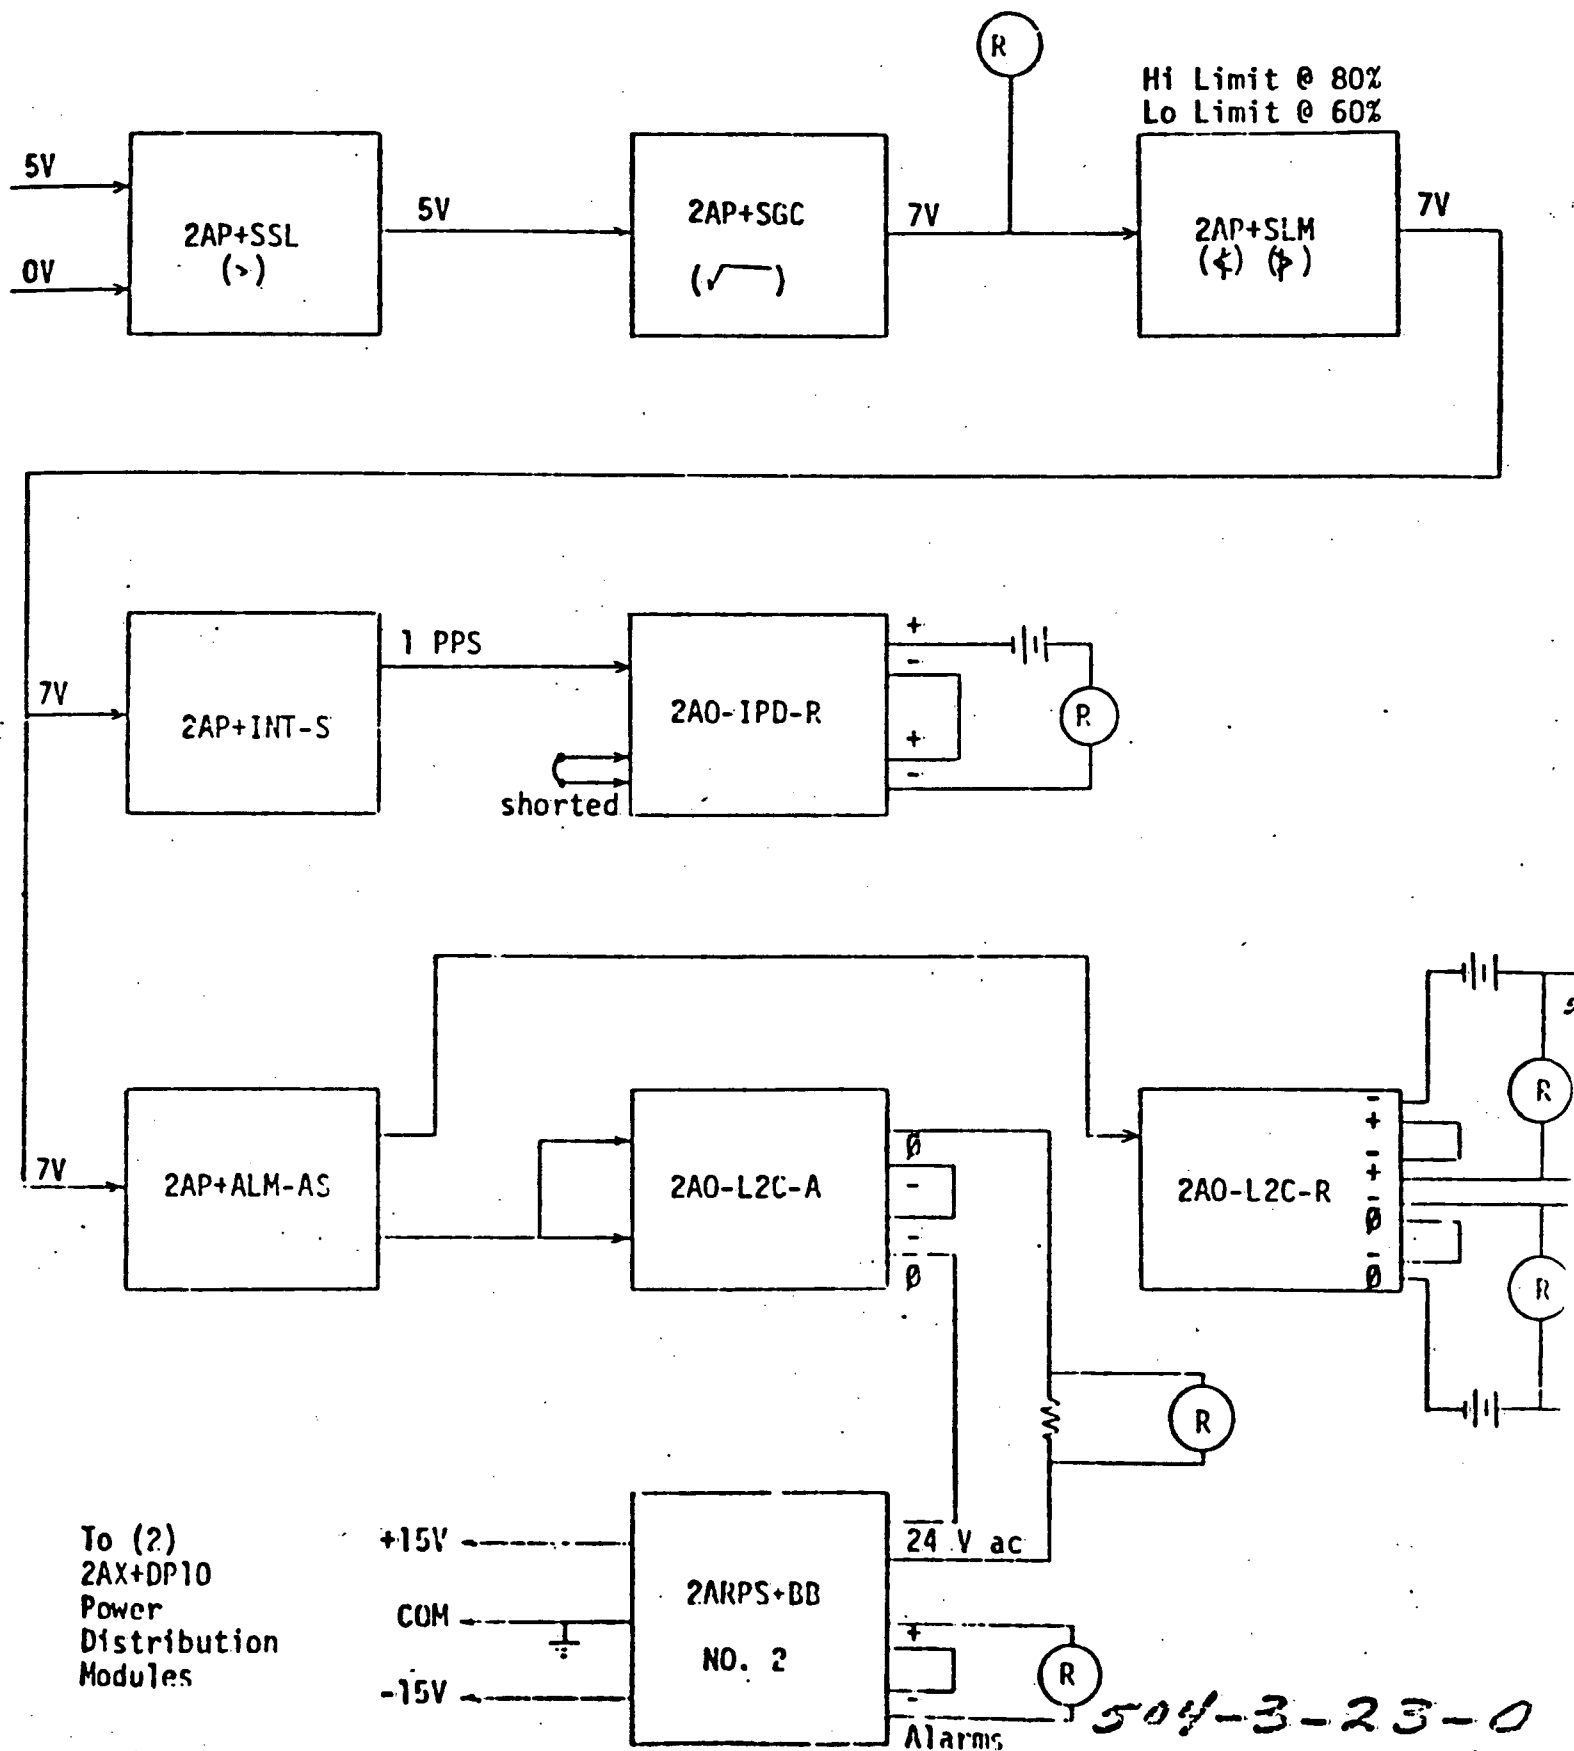 R
Hi Limit @ 80%
Lo Limit @ 60%
5V
0V
2AP+SSL
(>)
5V
2AP+SGC
(√‾)
7V
2AP+SLM
(≮) (≯)
7V
7V
2AP+INT-S
1 PPS
shorted
2AO-IPD-R
+
-
+
-
R
7V
2AP+ALM-AS
2AO-L2C-A
Ø
-
-
Ø
2AO-L2C-R
-
+
-
+
-
Ø
-
Ø
R
R
R
To (2)
2AX+DP10
Power
Distribution
Modules
+15V
COM
-15V
2ARPS+BB
NO. 2
24 V ac
+
-
Alarms
R
504-3-23-0